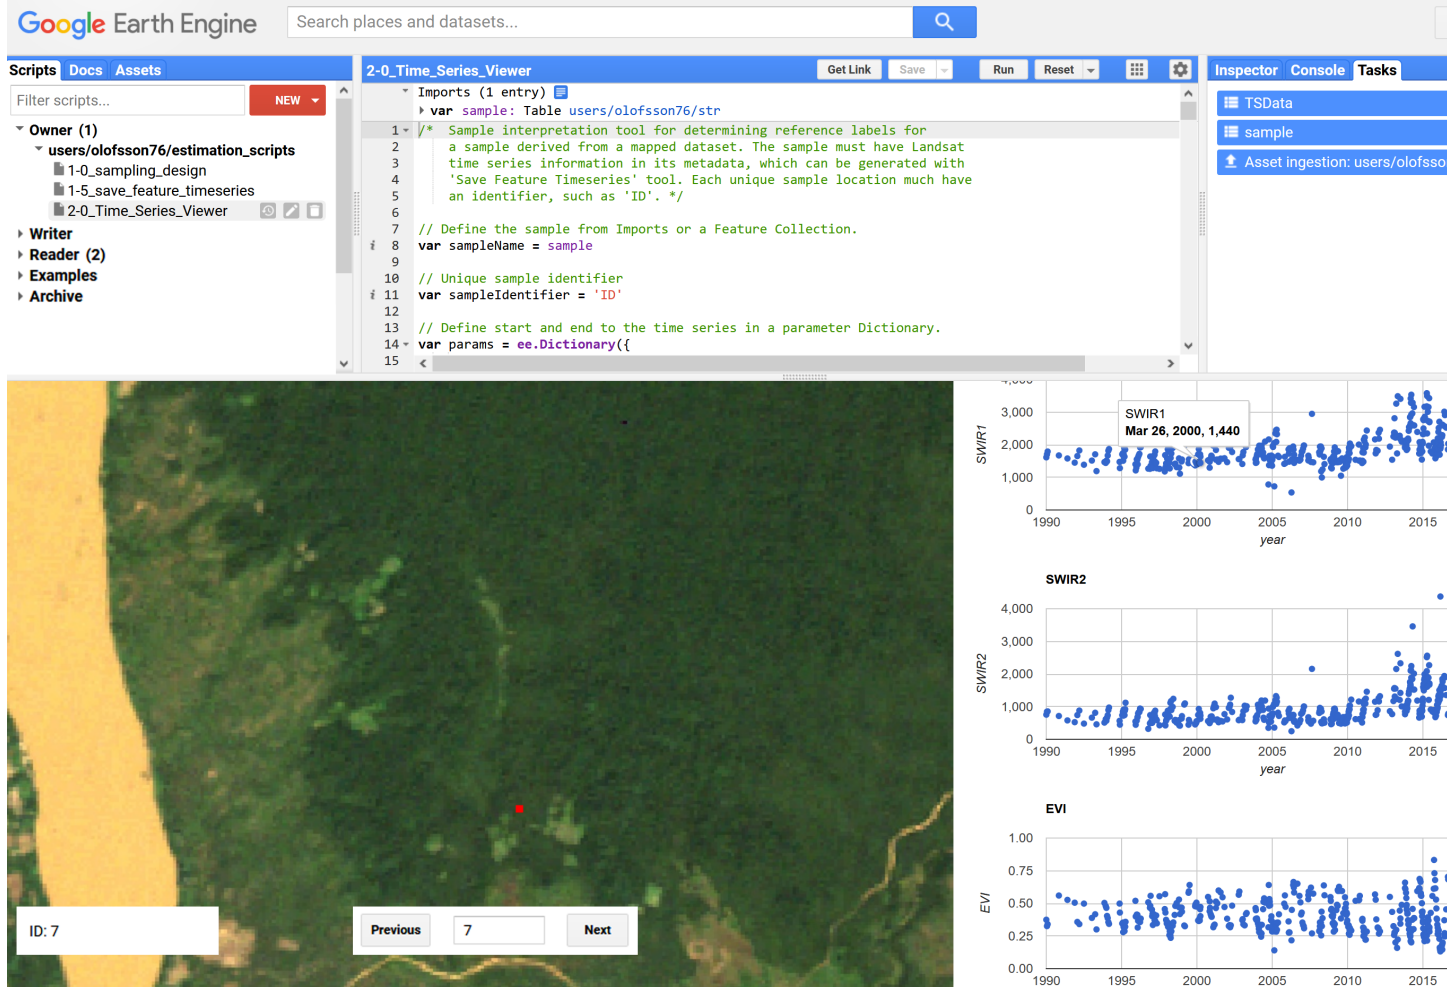 Google Earth Engine
Search places and datasets...
Scripts Docs Assets
Filter scripts...
NEW
Owner (1)
users/olofsson76/estimation_scripts
1-0_sampling_design
1-5_save_feature_timeseries
2-0_Time_Series_Viewer
Writer
Reader (2)
Examples
Archive
2-0_Time_Series_Viewer
Get Link
Save
Run
Reset
Imports (1 entry)
var sample: Table users/olofsson76/str
1 /* Sample interpretation tool for determining reference labels for
2 a sample derived from a mapped dataset. The sample must have Landsat
3 time series information in its metadata, which can be generated with
4 'Save Feature Timeseries' tool. Each unique sample location much have
5 an identifier, such as 'ID'. */
6
7 // Define the sample from Imports or a Feature Collection.
i 8 var sampleName = sample
9
10 // Unique sample identifier
i 11 var sampleIdentifier = 'ID'
12
13 // Define start and end to the time series in a parameter Dictionary.
14 var params = ee.Dictionary({
15
Inspector Console Tasks
TSData
sample
Asset ingestion: users/olofsso
ID: 7
Previous
7
Next
4,000
3,000
2,000
1,000
0
SWIR1
SWIR1
Mar 26, 2000, 1,440
1990 1995 2000 2005 2010 2015
year
SWIR2
4,000
3,000
2,000
1,000
0
SWIR2
1990 1995 2000 2005 2010 2015
year
EVI
1.00
0.75
0.50
0.25
0.00
EVI
1990 1995 2000 2005 2010 2015